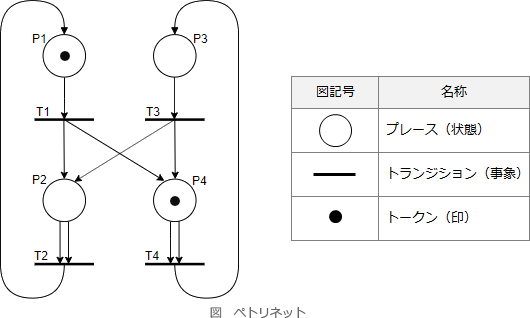 P1
P3
T1
T3
P2
P4
T2
T4
図記号 名称
プレース（状態）
トランジション（事象）
トークン（印）
図　ペトリネット